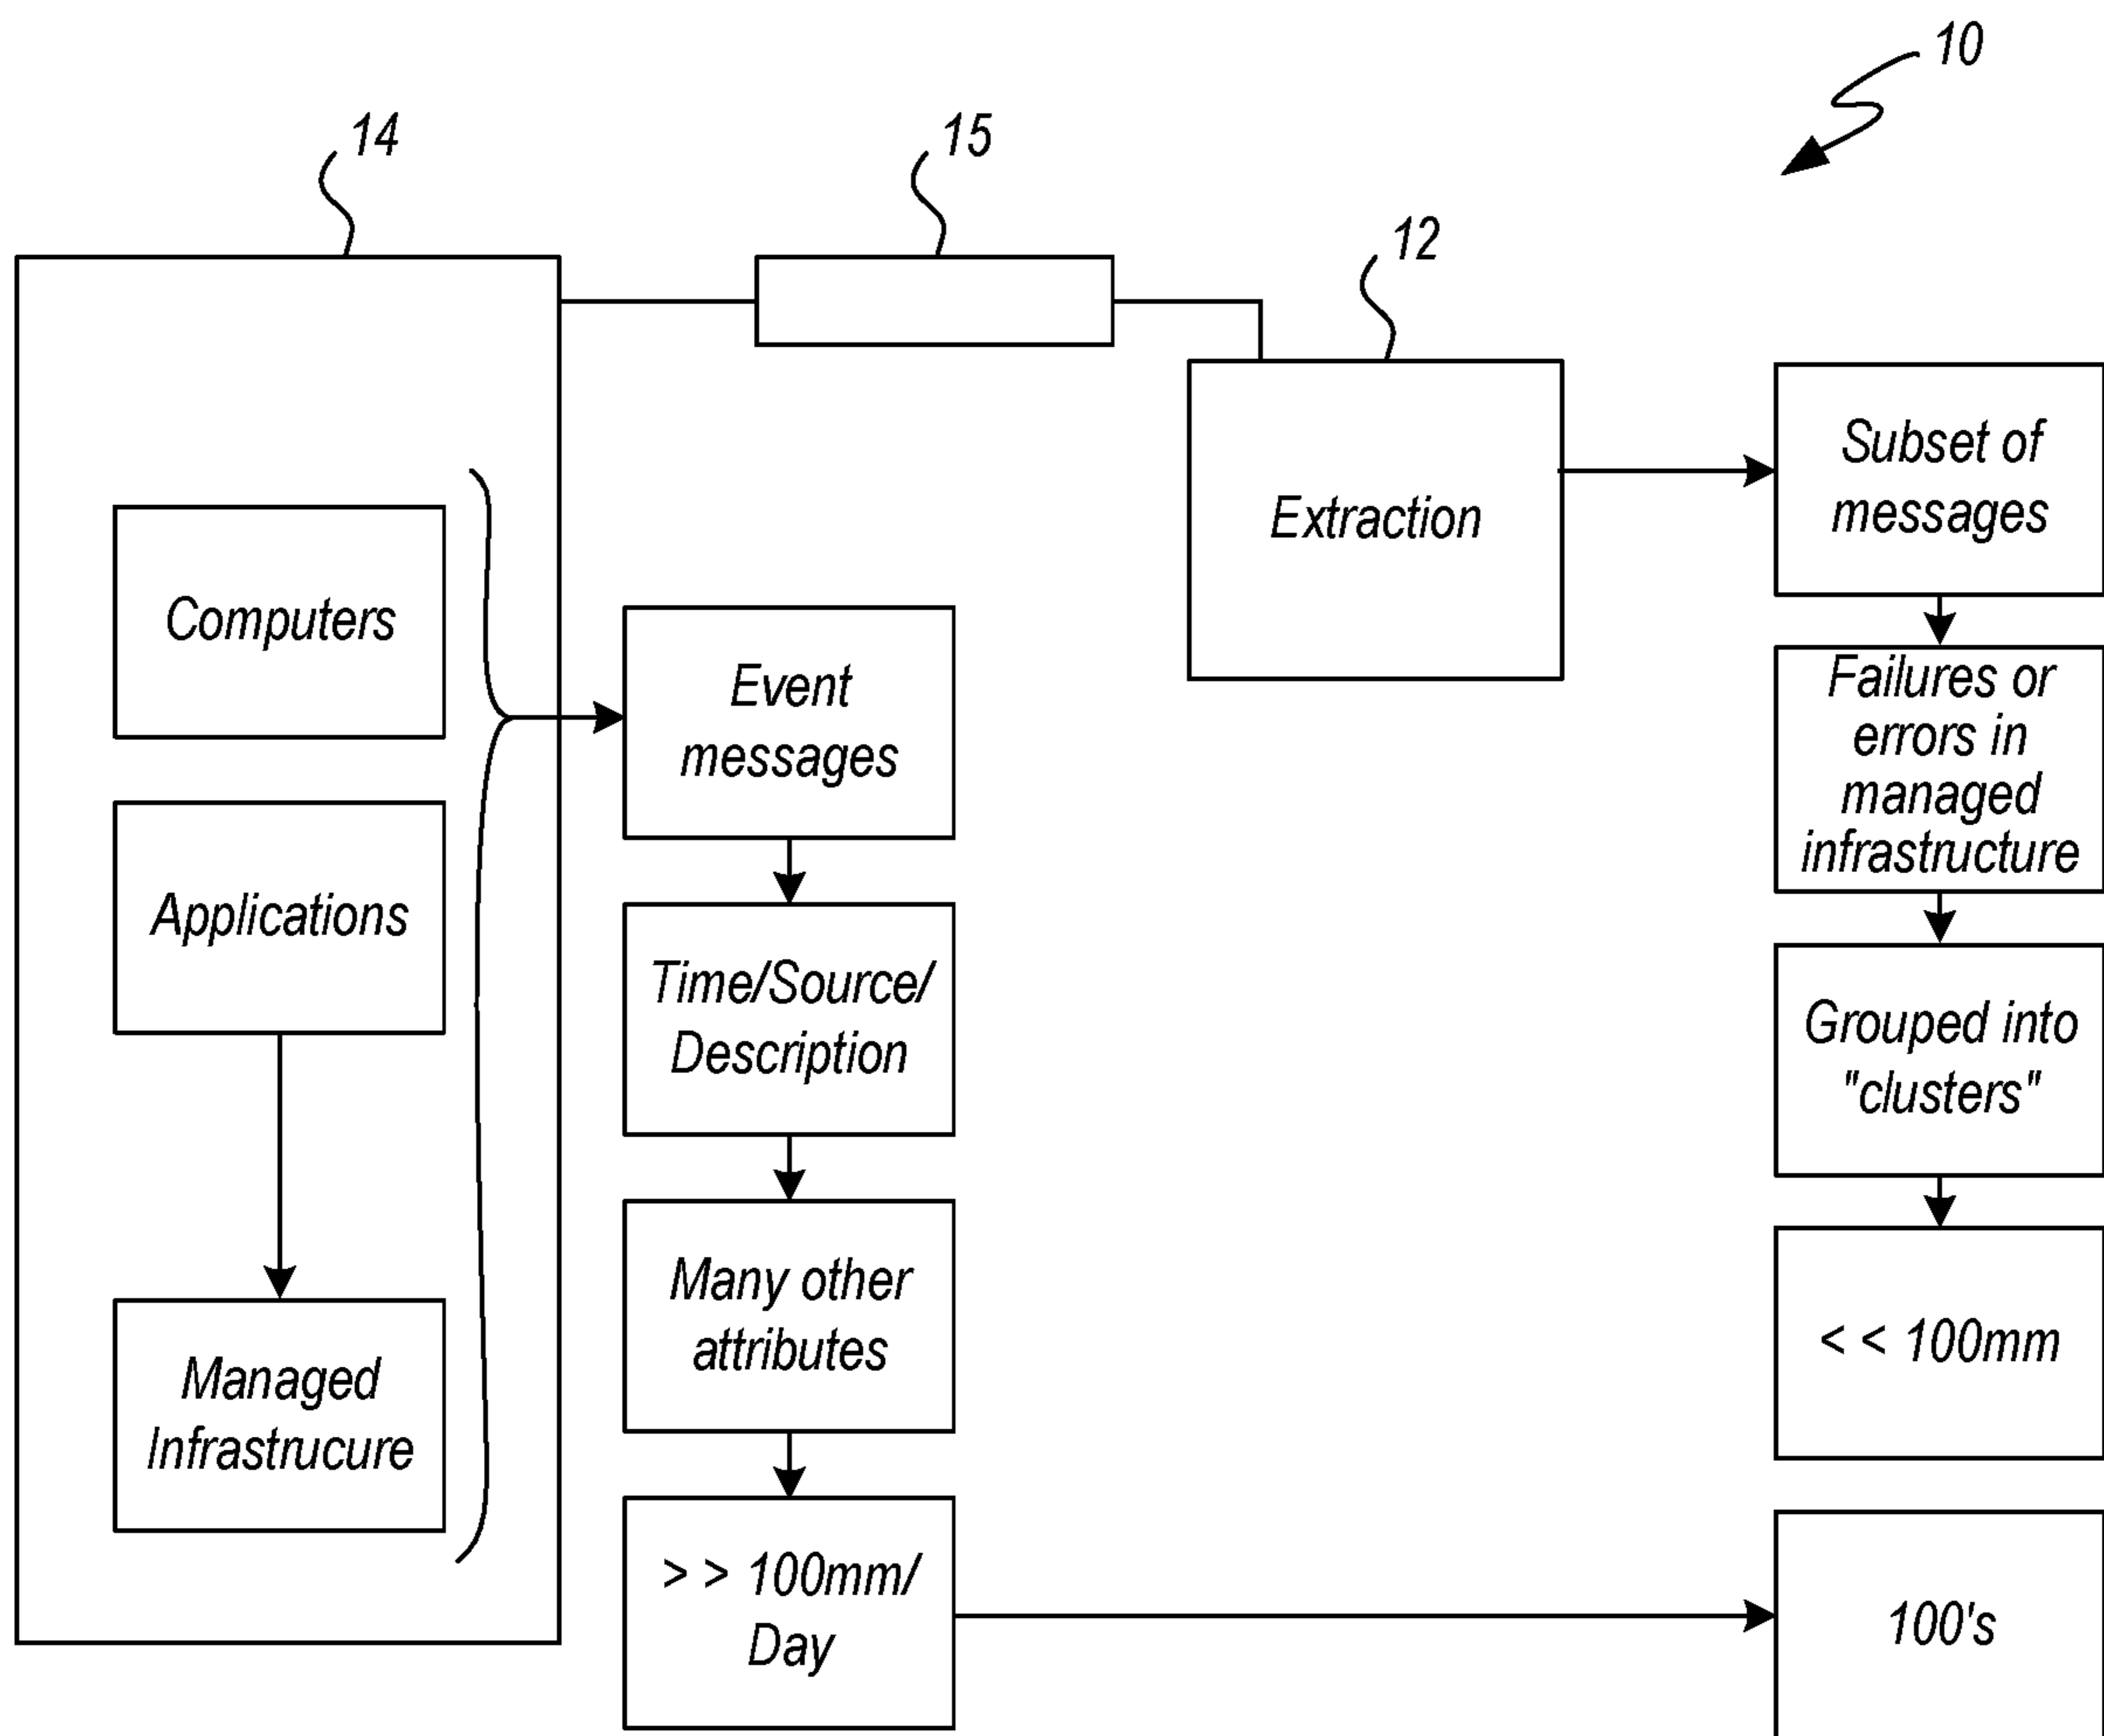 10
14
15
12
Extraction
Subset of
messages
Computers
Event
messages
Failures or
errors in
managed
infrastructure
Applications
Time/Source/
Description
Grouped into
"clusters"
Many other
attributes
< < 100mm
Managed
Infrastrucure
> > 100mm/
Day
100's